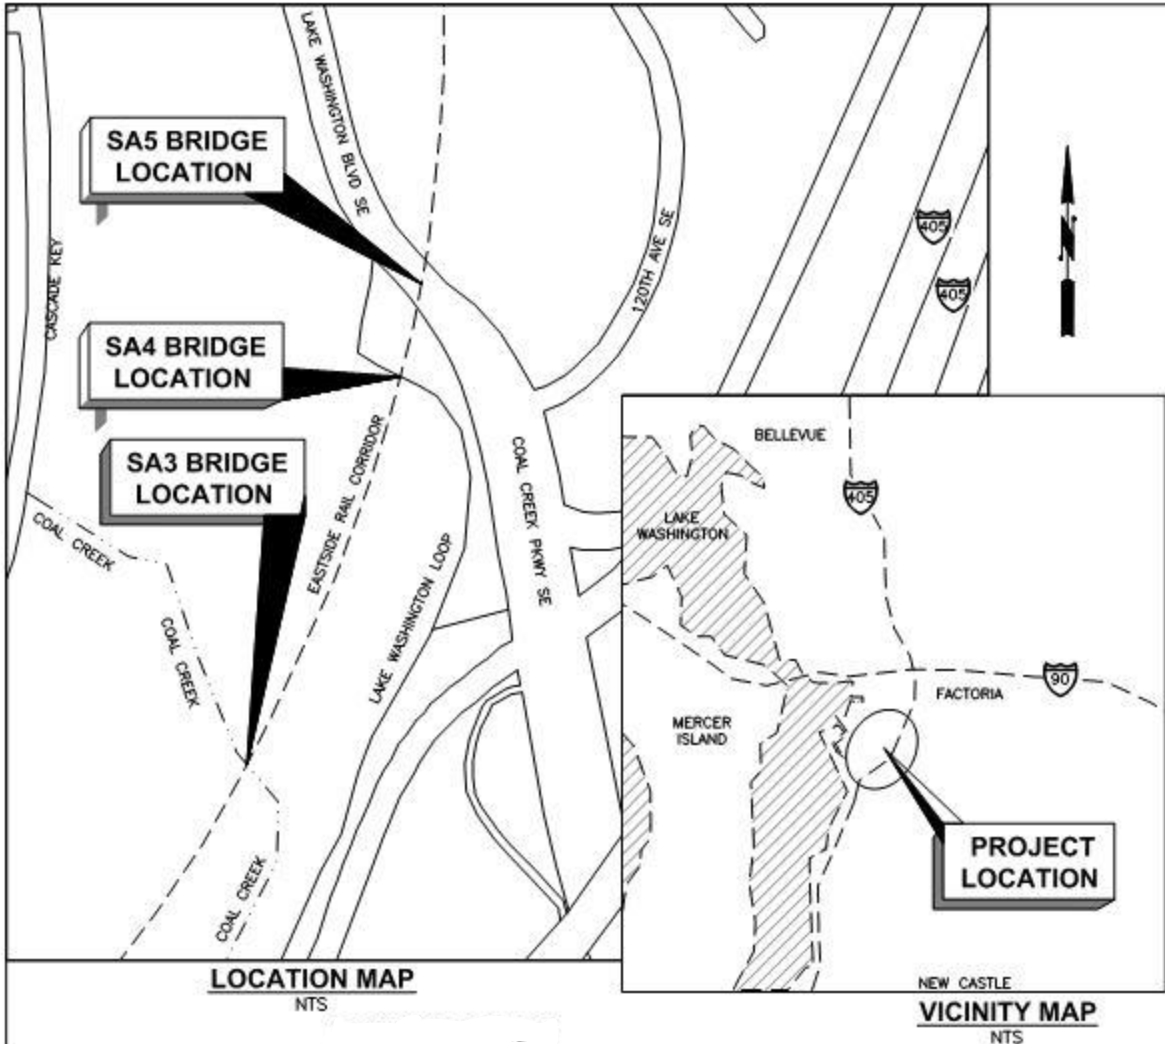 LAKE WASHINGTON BLVD SE
SA5 BRIDGE
LOCATION
CASCADE KEY
120TH AVE SE
405
405
N
SA4 BRIDGE
LOCATION
SA3 BRIDGE
LOCATION
EASTSIDE RAIL CORRIDOR
COAL CREEK PKWY SE
COAL CREEK
COAL CREEK
LAKE WASHINGTON LOOP
COAL CREEK
LOCATION MAP
NTS
BELLEVUE
405
LAKE
WASHINGTON
FACTORIA
90
MERCER
ISLAND
PROJECT
LOCATION
NEW CASTLE
VICINITY MAP
NTS